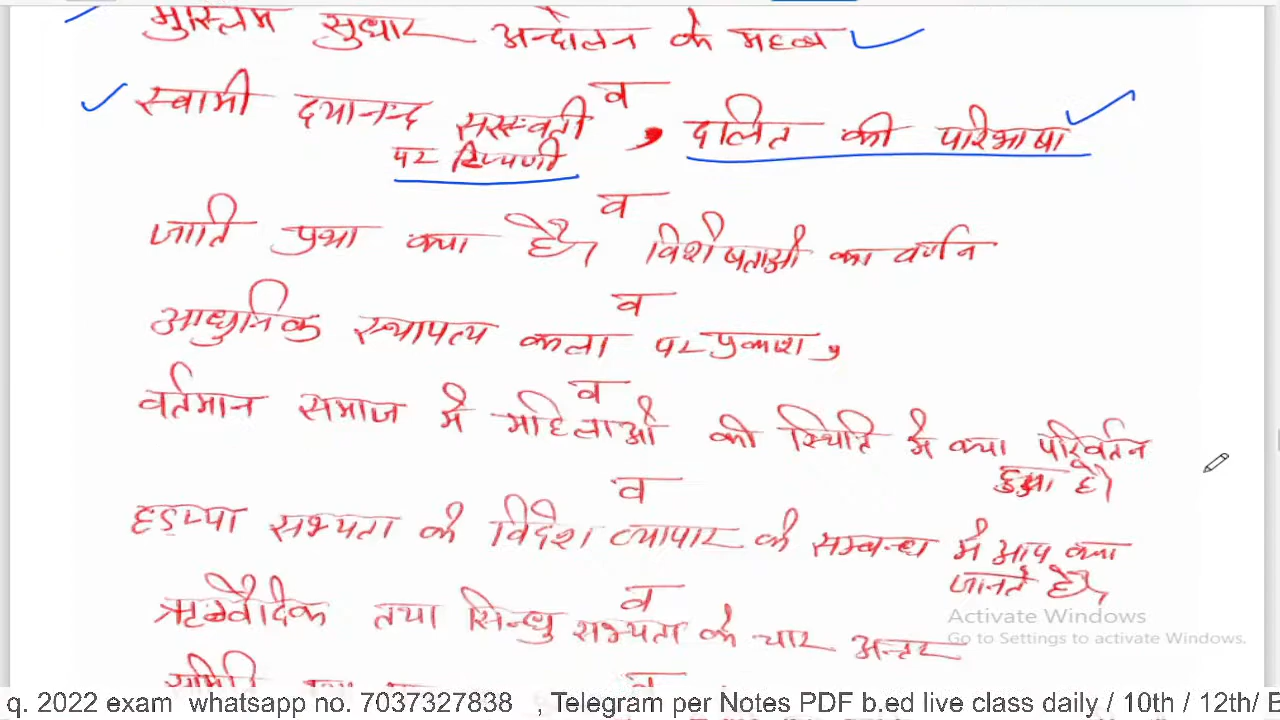 मुस्लिम सुधार अन्दोलन के महत्व
व
स्वामी दयानन्द सरस्वती , दलित की परिभाषा
पर टिप्पणी
व
जाति प्रथा क्या है। विशेषताओं का वर्णन
व
आधुनिक स्थापत्य कला पर प्रकाश ,
व
वर्तमान समाज में महिलाओं की स्थिति में क्या परिवर्तन
हुआ है।
व
हड़प्पा सभ्यता के विदेश व्यापार के सम्बन्ध में आप क्या
जानते है।
व
ऋग्वैदिक तथा सिन्धु सभ्यता के चार अन्तर
व
Activate Windows
Go to Settings to activate Windows.
q. 2022 exam whatsapp no. 7037327838 , Telegram per Notes PDF b.ed live class daily / 10th / 12th/ E